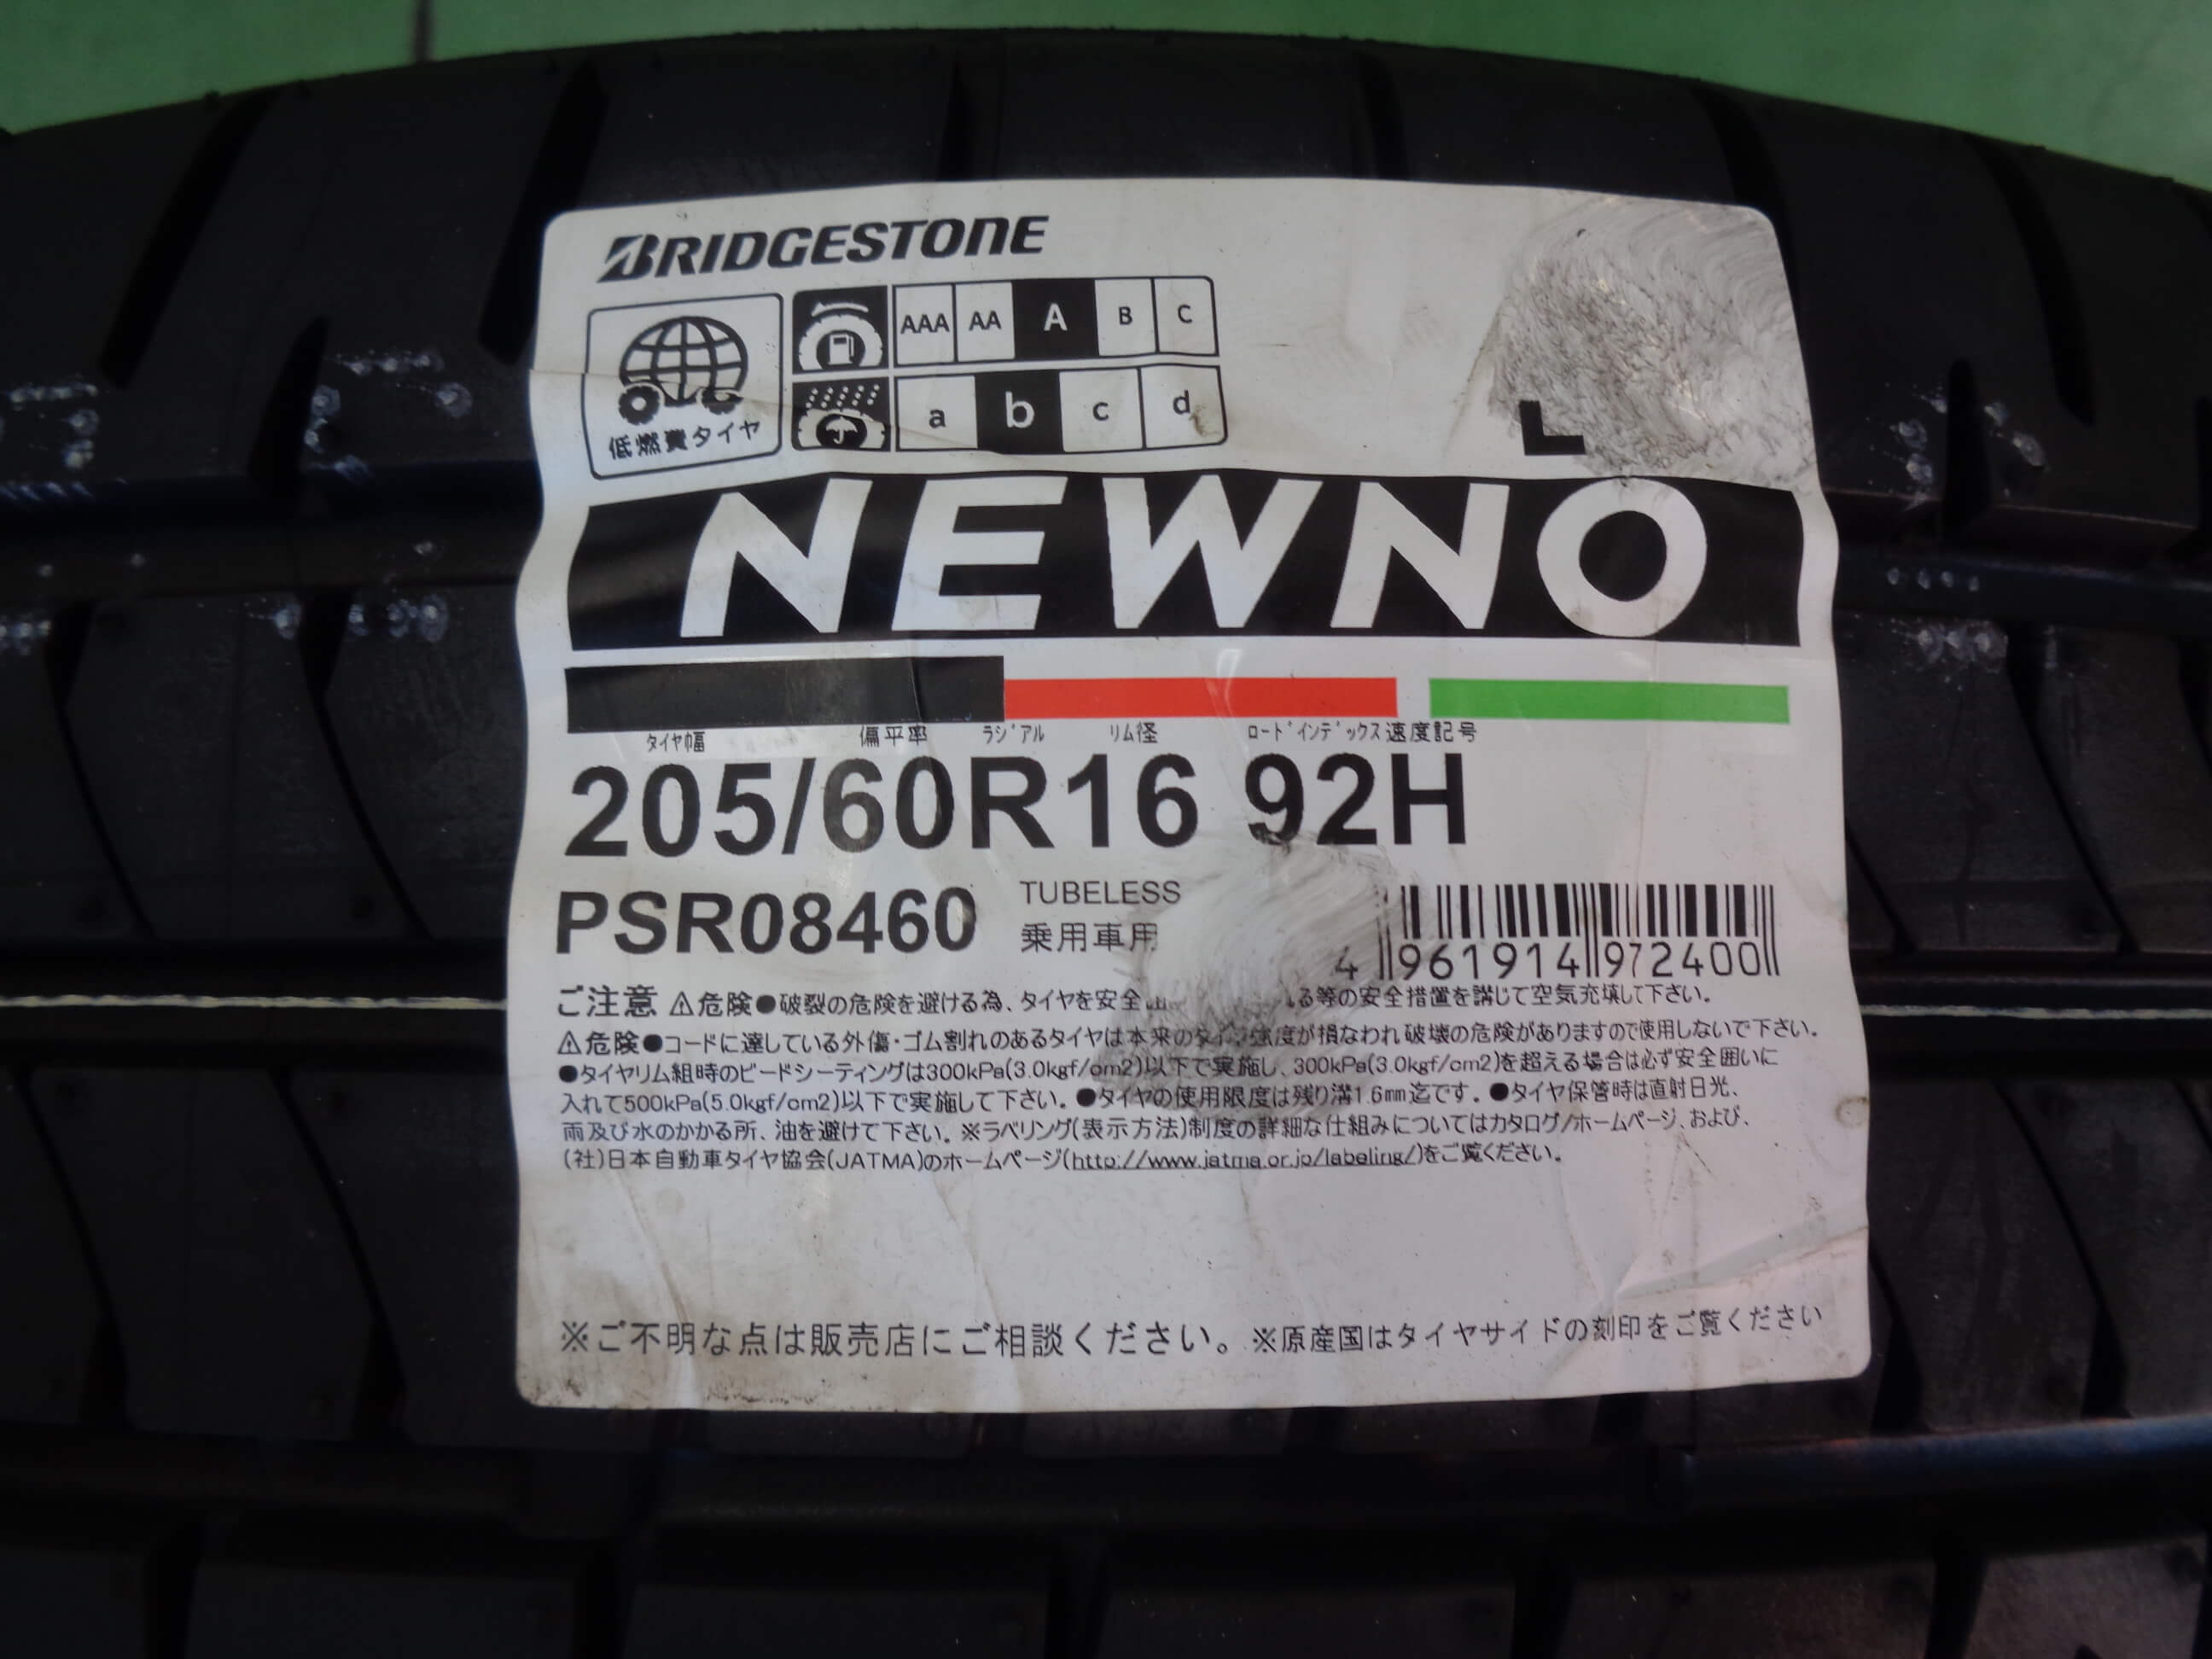 BRIDGESTONE
AAA AA A B C
低燃費タイヤ
a b c d
L
NEWNO
タイヤ幅 偏平率 ラジアル リム径 ロードインデックス 速度記号
205/60R16 92H
PSR08460 TUBELESS
乗用車用
4 961914 972400
ご注意 ⚠危険●破裂の危険を避ける為、タイヤを安全 る等の安全措置を講じて空気充填して下さい。
⚠危険●コードに達している外傷・ゴム割れのあるタイヤは本来のタイヤ強度が損なわれ破壊の危険がありますので使用しないで下さい。
●タイヤリム組時のビードシーティングは300kPa(3.0kgf/cm2)以下で実施し、300kPa(3.0kgf/cm2)を超える場合は必ず安全囲いに
入れて500kPa(5.0kgf/cm2)以下で実施して下さい。●タイヤの使用限度は残り溝1.6mm迄です。●タイヤ保管時は直射日光、
雨及び水のかかる所、油を避けて下さい。※ラベリング(表示方法)制度の詳細な仕組みについてはカタログ/ホームページ、および、
(社)日本自動車タイヤ協会(JATMA)のホームページ(http://www.jatma.or.jp/labeling/)をご覧ください。
※ご不明な点は販売店にご相談ください。※原産国はタイヤサイドの刻印をご覧ください